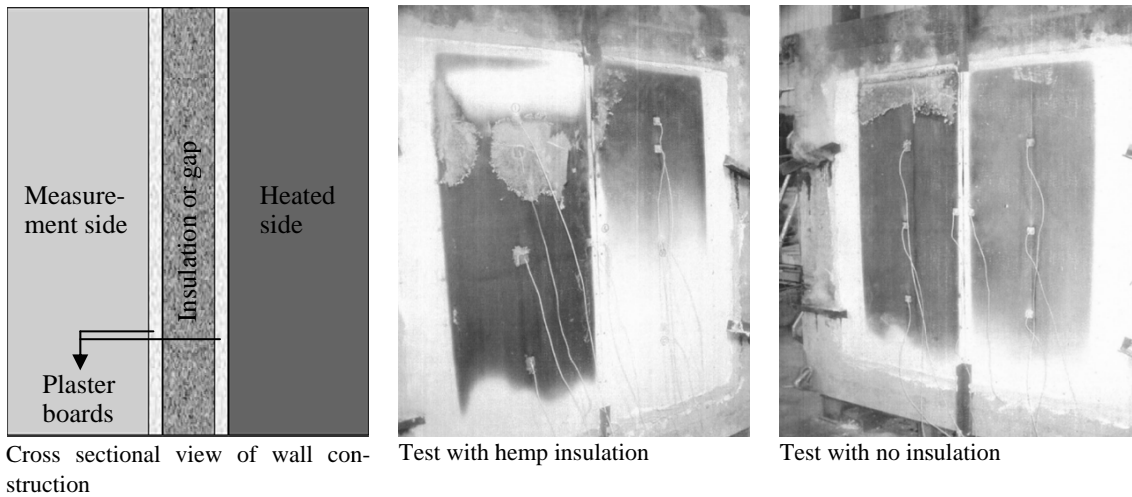 Measure-
ment side
Insulation or gap
Heated
side
Plaster
boards
Cross sectional view of wall con-
struction
Test with hemp insulation
Test with no insulation